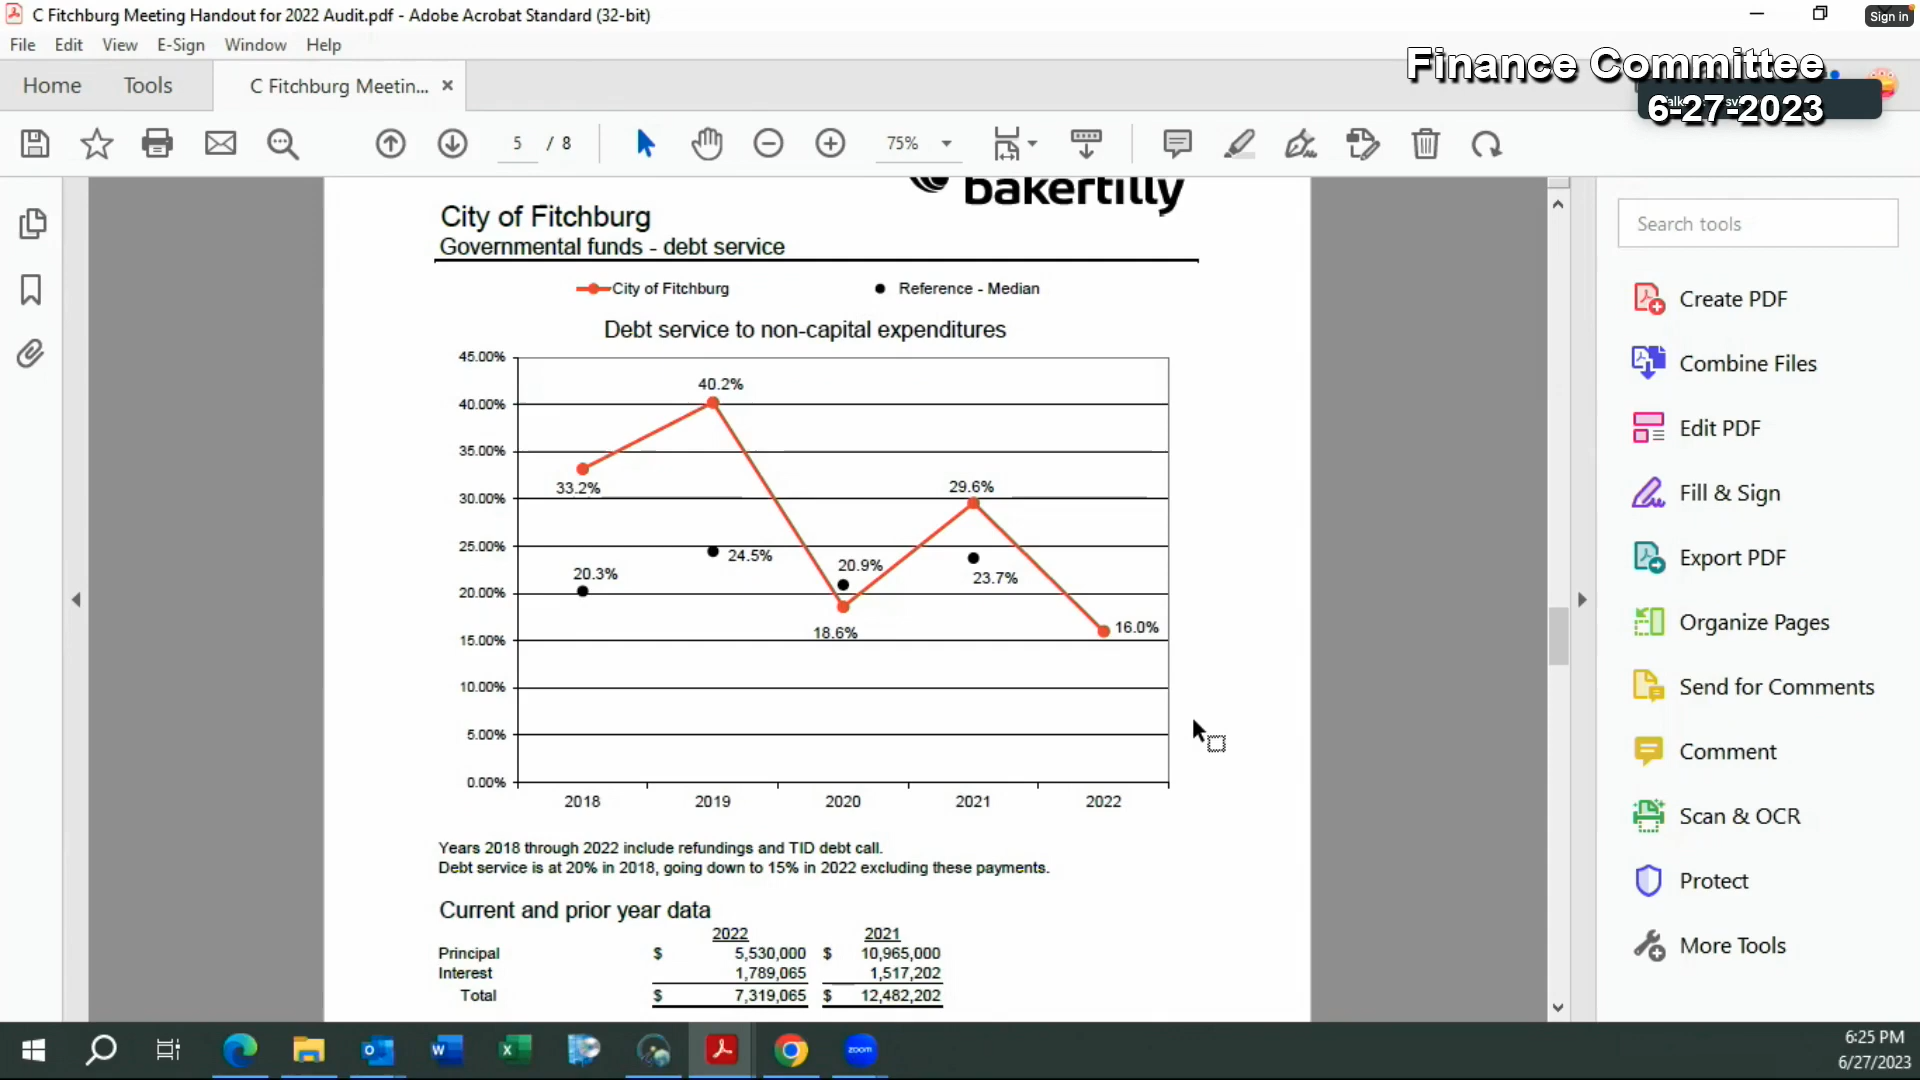 C Fitchburg Meeting Handout for 2022 Audit.pdf - Adobe Acrobat Standard (32-bit)
Sign in
File Edit View E-Sign Window Help
Finance Committee
6-27-2023
Home Tools C Fitchburg Meetin... ×
5 / 8 75%
bakertilly
City of Fitchburg
Governmental funds - debt service
City of Fitchburg Reference - Median
Debt service to non-capital expenditures
45.00%
40.00%
35.00%
30.00%
25.00%
20.00%
15.00%
10.00%
5.00%
0.00%
33.2%
40.2%
18.6%
29.6%
16.0%
20.3%
24.5%
20.9%
23.7%
2018 2019 2020 2021 2022
Years 2018 through 2022 include refundings and TID debt call.
Debt service is at 20% in 2018, going down to 15% in 2022 excluding these payments.
Current and prior year data
2022 2021
Principal $ 5,530,000 $ 10,965,000
Interest 1,789,065 1,517,202
Total $ 7,319,065 $ 12,482,202
Search tools
Create PDF
Combine Files
Edit PDF
Fill & Sign
Export PDF
Organize Pages
Send for Comments
Comment
Scan & OCR
Protect
More Tools
zoom
6:25 PM
6/27/2023